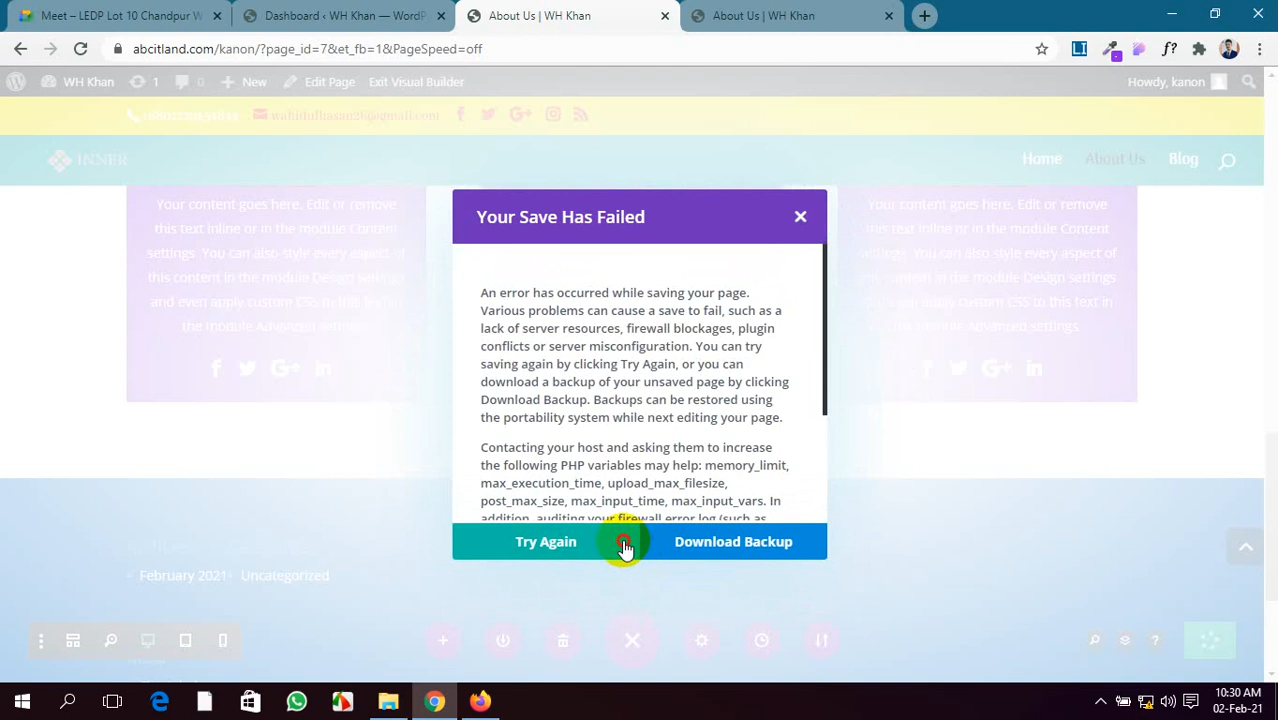 Meet – LEDP Lot 10 Chandpur W
Dashboard ‹ WH Khan — WordP
About Us | WH Khan
About Us | WH Khan
abcitland.com/kanon/?page_id=7&et_fb=1&PageSpeed=off
WH Khan
1
New
Edit Page
Exit Visual Builder
Howdy, kanon
INNER
Home
About Us
Blog
Your content goes here. Edit or remove
this text inline or in the module Content
settings. You can also style every aspect of
this content in the module Design settings
and even apply custom CSS to this text in
the module Advanced settings.
Your content goes here. Edit or remove
this text inline or in the module Content
settings. You can also style every aspect of
this content in the module Design settings
and even apply custom CSS to this text in
the module Advanced settings.
Your Save Has Failed
An error has occurred while saving your page.
Various problems can cause a save to fail, such as a
lack of server resources, firewall blockages, plugin
conflicts or server misconfiguration. You can try
saving again by clicking Try Again, or you can
download a backup of your unsaved page by clicking
Download Backup. Backups can be restored using
the portability system while next editing your page.
Contacting your host and asking them to increase
the following PHP variables may help: memory_limit,
max_execution_time, upload_max_filesize,
post_max_size, max_input_time, max_input_vars. In
addition, auditing your firewall error log (such as
Try Again
Download Backup
February 2021
Uncategorized
10:30 AM
02-Feb-21